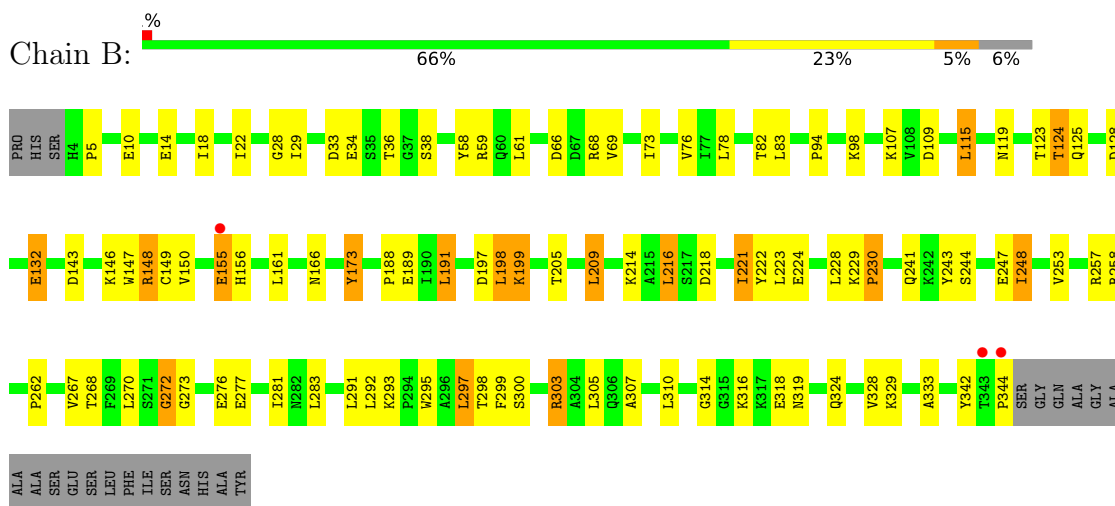 .%
Chain B:
66% 23% 5% 6%
PRO HIS SER H4 P5 E10 E14 I18 I22 G28 I29 D33 E34 S35 T36 G37 S38 Y58 R59 Q60 L61 D66 D67 R68 V69 I73 V76 I77 L78 T82 L83 P94 K98 K107 V108 D109 L115 N119 T123 T124 Q125
E132 D143 K146 W147 R148 C149 V150 E155 H156 L161 N166 Y173 P188 E189 I190 L191 D197 L198 K199 T205 L209 K214 A215 L216 S217 D218 I221 Y222 L223 E224 L228 K229 P230 Q241 K242 Y243 S244 E247 I248 V253 R257
P262 V267 T268 F269 L270 S271 G272 G273 E276 E277 I281 N282 L283 L291 L292 K293 P294 W295 A296 L297 T298 F299 S300 R303 A304 L305 Q306 A307 L310 G314 G315 K316 K317 E318 N319 Q324 V328 K329 A333 Y342 T343 P344 SER GLY GLN ALA GLY ALA
ALA ALA SER GLU SER LEU PHE ILE SER ASN HIS ALA TYR